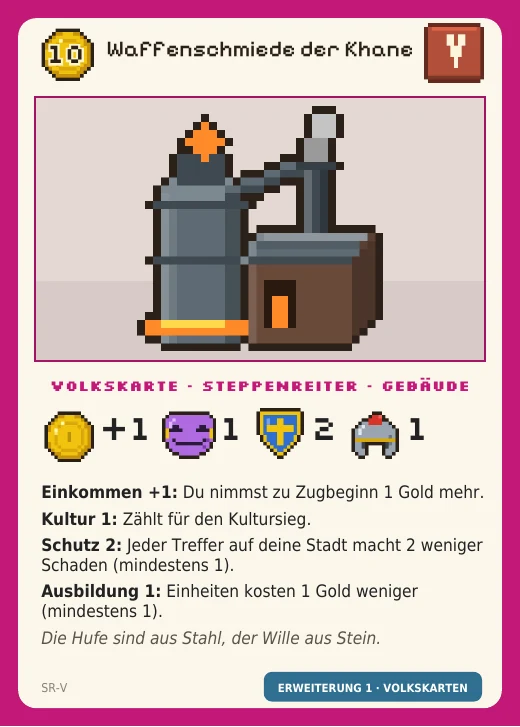 10 Waffenschmiede der Khane
VOLKSKARTE · STEPPENREITER · GEBÄUDE
+1 1 2 1
Einkommen +1: Du nimmst zu Zugbeginn 1 Gold mehr.
Kultur 1: Zählt für den Kultursieg.
Schutz 2: Jeder Treffer auf deine Stadt macht 2 weniger
Schaden (mindestens 1).
Ausbildung 1: Einheiten kosten 1 Gold weniger
(mindestens 1).
Die Hufe sind aus Stahl, der Wille aus Stein.
SR-V
ERWEITERUNG 1 · VOLKSKARTEN